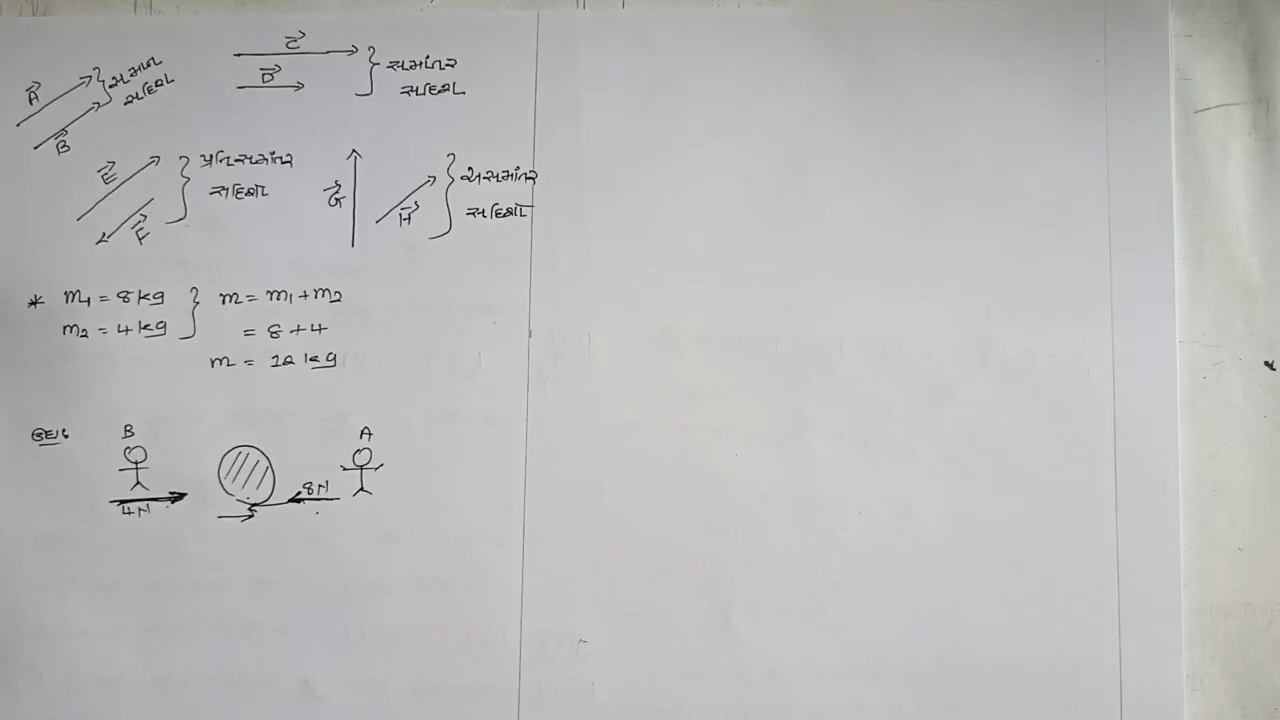 A⃗
B⃗
સમાન
સદિશ
C⃗
D⃗
સમાંતર
સદિશ
E⃗
F⃗
પ્રતિસમાંતર
સદિશો
G⃗
H⃗
અસમાંતર
સદિશો
* m₁ = 8 kg
m₂ = 4 kg
m = m₁ + m₂
= 8 + 4
m = 12 kg
B
4N
A
8N